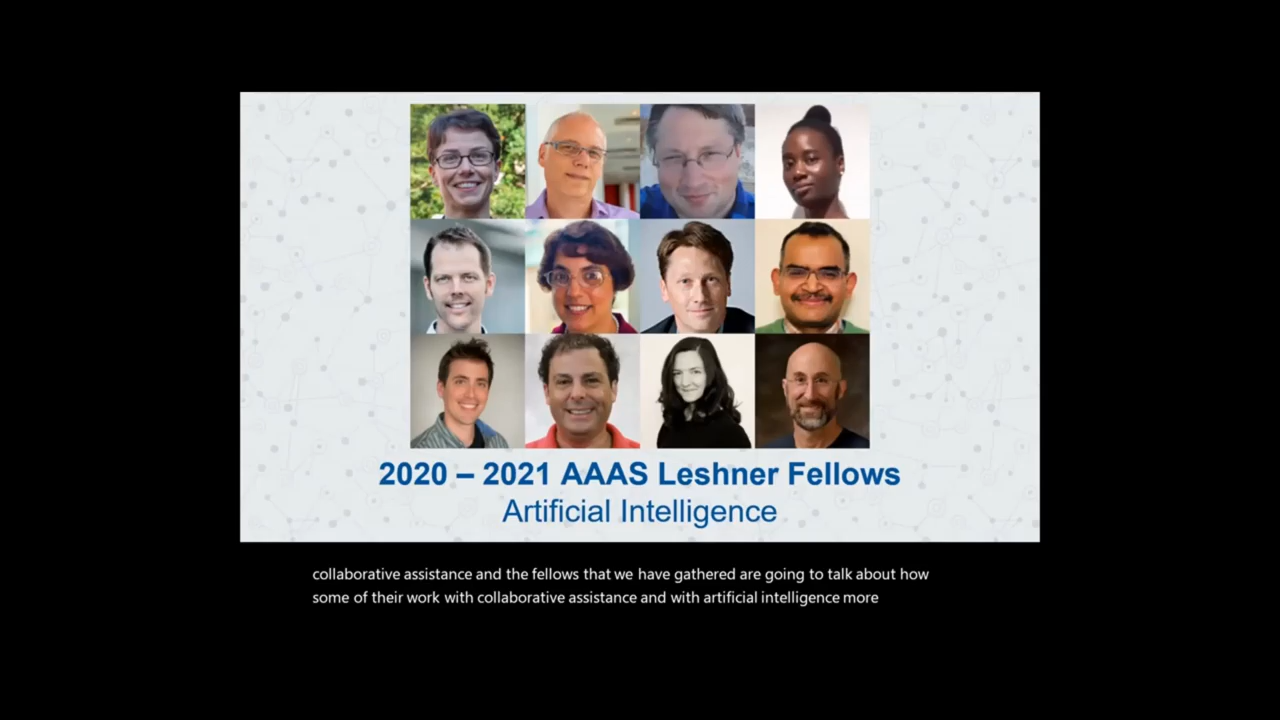 2020 – 2021 AAAS Leshner Fellows
Artificial Intelligence
collaborative assistance and the fellows that we have gathered are going to talk about how
some of their work with collaborative assistance and with artificial intelligence more